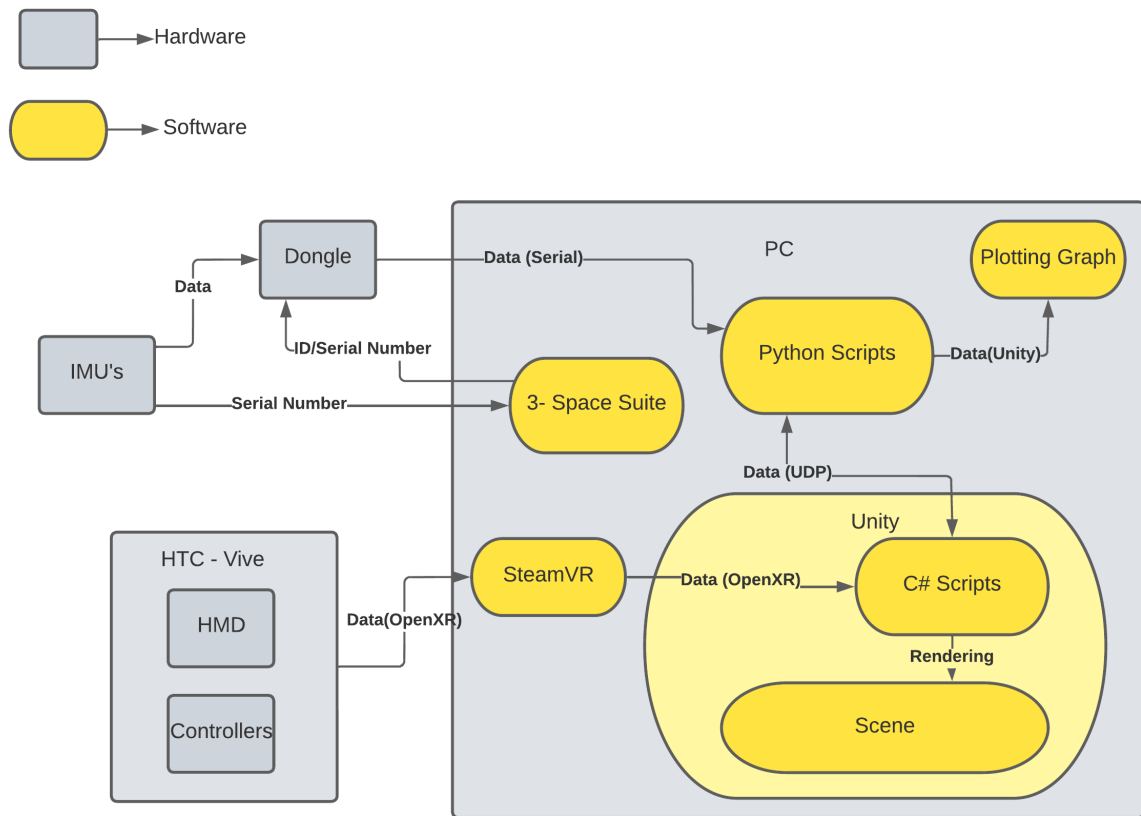 Hardware
Software
PC
Dongle
Data (Serial)
Plotting Graph
Data
ID/Serial Number
Python Scripts
Data(Unity)
IMU's
Serial Number
3- Space Suite
Data (UDP)
Unity
HTC - Vive
SteamVR
Data (OpenXR)
C# Scripts
HMD
Data(OpenXR)
Rendering
Controllers
Scene